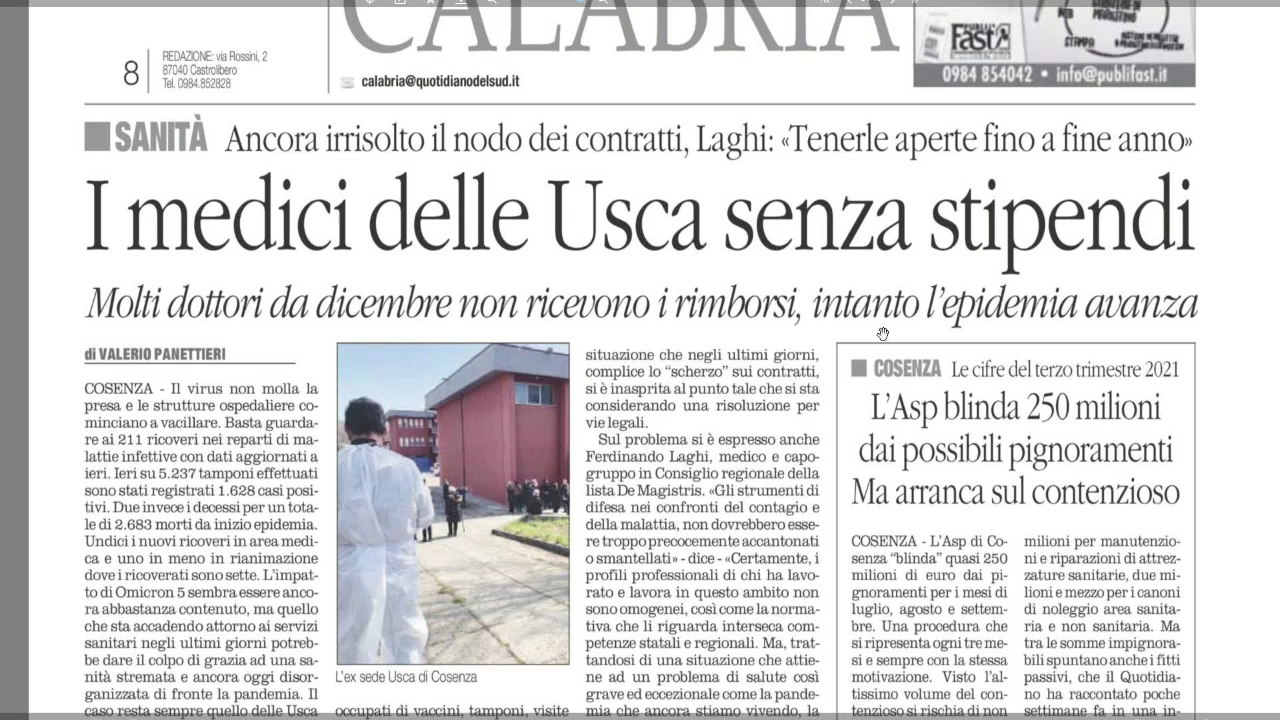 CALABRIA
8
REDAZIONE: via Rossini, 2
87040 Castrolibero
Tel. 0984.852828
calabria@quotidianodelsud.it
Fast
STAMPA
0984 854042 • info@publifast.it
SANITÀ Ancora irrisolto il nodo dei contratti, Laghi: «Tenerle aperte fino a fine anno»
I medici delle Usca senza stipendi
Molti dottori da dicembre non ricevono i rimborsi, intanto l'epidemia avanza
di VALERIO PANETTIERI
COSENZA - Il virus non molla la
presa e le strutture ospedaliere co-
minciano a vacillare. Basta guarda-
re ai 211 ricoveri nei reparti di ma-
lattie infettive con dati aggiornati a
ieri. Ieri su 5.237 tamponi effettuati
sono stati registrati 1.628 casi posi-
tivi. Due invece i decessi per un tota-
le di 2.683 morti da inizio epidemia.
Undici i nuovi ricoveri in area medi-
ca e uno in meno in rianimazione
dove i ricoverati sono sette. L'impat-
to di Omicron 5 sembra essere anco-
ra abbastanza contenuto, ma quello
che sta accadendo attorno ai servizi
sanitari negli ultimi giorni potreb-
be dare il colpo di grazia ad una sa-
nità stremata e ancora oggi disor-
ganizzata di fronte la pandemia. Il
caso resta sempre quello delle Usca
L'ex sede Usca di Cosenza
occupati di vaccini, tamponi, visite
situazione che negli ultimi giorni,
complice lo “scherzo” sui contratti,
si è inasprita al punto tale che si sta
considerando una risoluzione per
vie legali.
Sul problema si è espresso anche
Ferdinando Laghi, medico e capo-
gruppo in Consiglio regionale della
lista De Magistris. «Gli strumenti di
difesa nei confronti del contagio e
della malattia, non dovrebbero esse-
re troppo precocemente accantonati
o smantellati» - dice - «Certamente, i
profili professionali di chi ha lavo-
rato e lavora in questo ambito non
sono omogenei, così come la norma-
tiva che li riguarda interseca com-
petenze statali e regionali. Ma, trat-
tandosi di una situazione che attie-
ne ad un problema di salute così
grave ed eccezionale come la pande-
mia che ancora stiamo vivendo, la
COSENZA Le cifre del terzo trimestre 2021
L'Asp blinda 250 milioni
dai possibili pignoramenti
Ma arranca sul contenzioso
COSENZA - L'Asp di Co-
senza “blinda” quasi 250
milioni di euro dai pi-
gnoramenti per i mesi di
luglio, agosto e settem-
bre. Una procedura che
si ripresenta ogni tre me-
si e sempre con la stessa
motivazione. Visto l'al-
tissimo volume del con-
tenzioso si rischia di non
milioni per manutenzio-
ni e riparazioni di attrez-
zature sanitarie, due mi-
lioni e mezzo per i canoni
di noleggio area sanita-
ria e non sanitaria. Ma
tra le somme impignora-
bili spuntano anche i fitti
passivi, che il Quotidia-
no ha raccontato poche
settimane fa in una in-